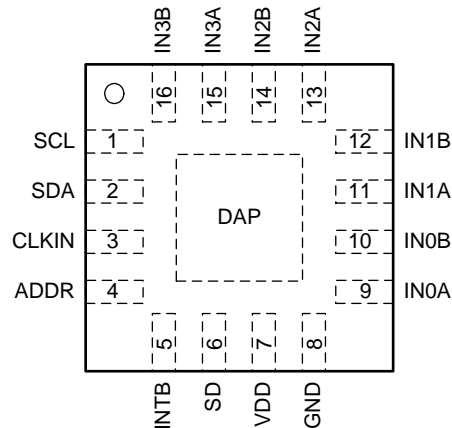 IN3B
IN3A
IN2B
IN2A
16
15
14
13
SCL 1
12 IN1B
SDA 2
11 IN1A
DAP
CLKIN 3
10 IN0B
ADDR 4
9 IN0A
5
6
7
8
INTB
SD
VDD
GND